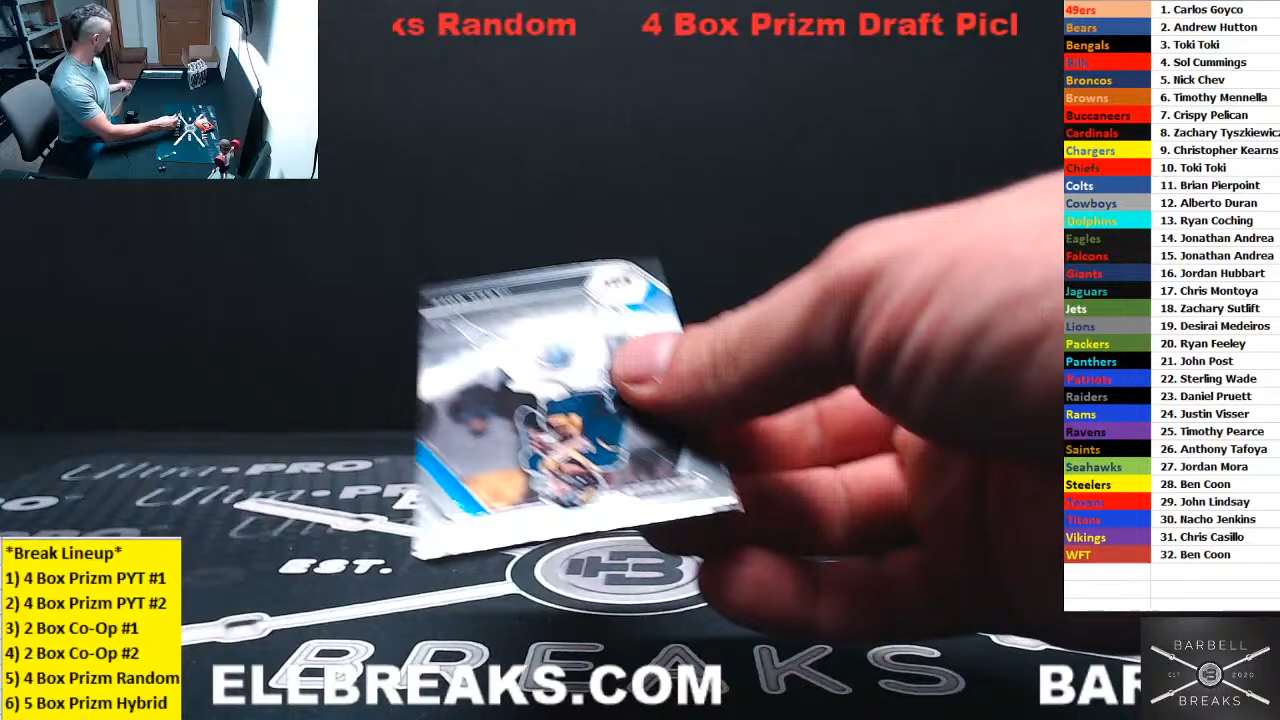 ks Random 4 Box Prizm Draft Picl
49ers 1. Carlos Goyco
Bears 2. Andrew Hutton
Bengals 3. Toki Toki
Bills 4. Sol Cummings
Broncos 5. Nick Chev
Browns 6. Timothy Mennella
Buccaneers 7. Crispy Pelican
Cardinals 8. Zachary Tyszkiewicz
Chargers 9. Christopher Kearns
Chiefs 10. Toki Toki
Colts 11. Brian Pierpoint
Cowboys 12. Alberto Duran
Dolphins 13. Ryan Coching
Eagles 14. Jonathan Andrea
Falcons 15. Jonathan Andrea
Giants 16. Jordan Hubbart
Jaguars 17. Chris Montoya
Jets 18. Zachary Sutlift
Lions 19. Desirai Medeiros
Packers 20. Ryan Feeley
Panthers 21. John Post
Patriots 22. Sterling Wade
Raiders 23. Daniel Pruett
Rams 24. Justin Visser
Ravens 25. Timothy Pearce
Saints 26. Anthony Tafoya
Seahawks 27. Jordan Mora
Steelers 28. Ben Coon
Texans 29. John Lindsay
Titans 30. Nacho Jenkins
Vikings 31. Chris Casillo
WFT 32. Ben Coon
Ultra-PRO
Ultra-P
EST.
BREAKS
*Break Lineup*
1) 4 Box Prizm PYT #1
2) 4 Box Prizm PYT #2
3) 2 Box Co-Op #1
4) 2 Box Co-Op #2
5) 4 Box Prizm Random
6) 5 Box Prizm Hybrid
ELLBREAKS.COM BAR
BARBELL
EST 2020
BREAKS